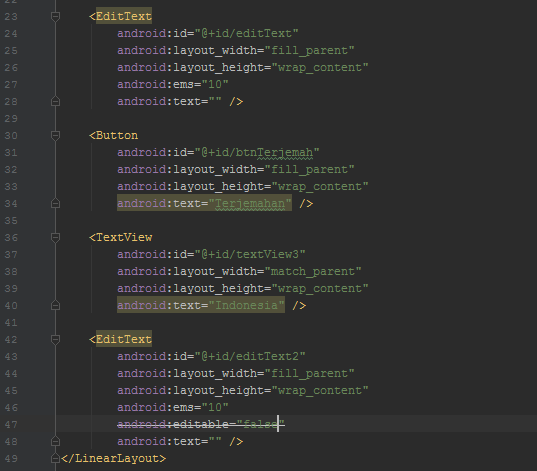 23 <EditText
24 android:id="@+id/editText"
25 android:layout_width="fill_parent"
26 android:layout_height="wrap_content"
27 android:ems="10"
28 android:text="" />
29
30 <Button
31 android:id="@+id/btnTerjemah"
32 android:layout_width="fill_parent"
33 android:layout_height="wrap_content"
34 android:text="Terjemahan" />
35
36 <TextView
37 android:id="@+id/textView3"
38 android:layout_width="match_parent"
39 android:layout_height="wrap_content"
40 android:text="Indonesia" />
41
42 <EditText
43 android:id="@+id/editText2"
44 android:layout_width="fill_parent"
45 android:layout_height="wrap_content"
46 android:ems="10"
47 android:editable="false"
48 android:text="" />
49 </LinearLayout>